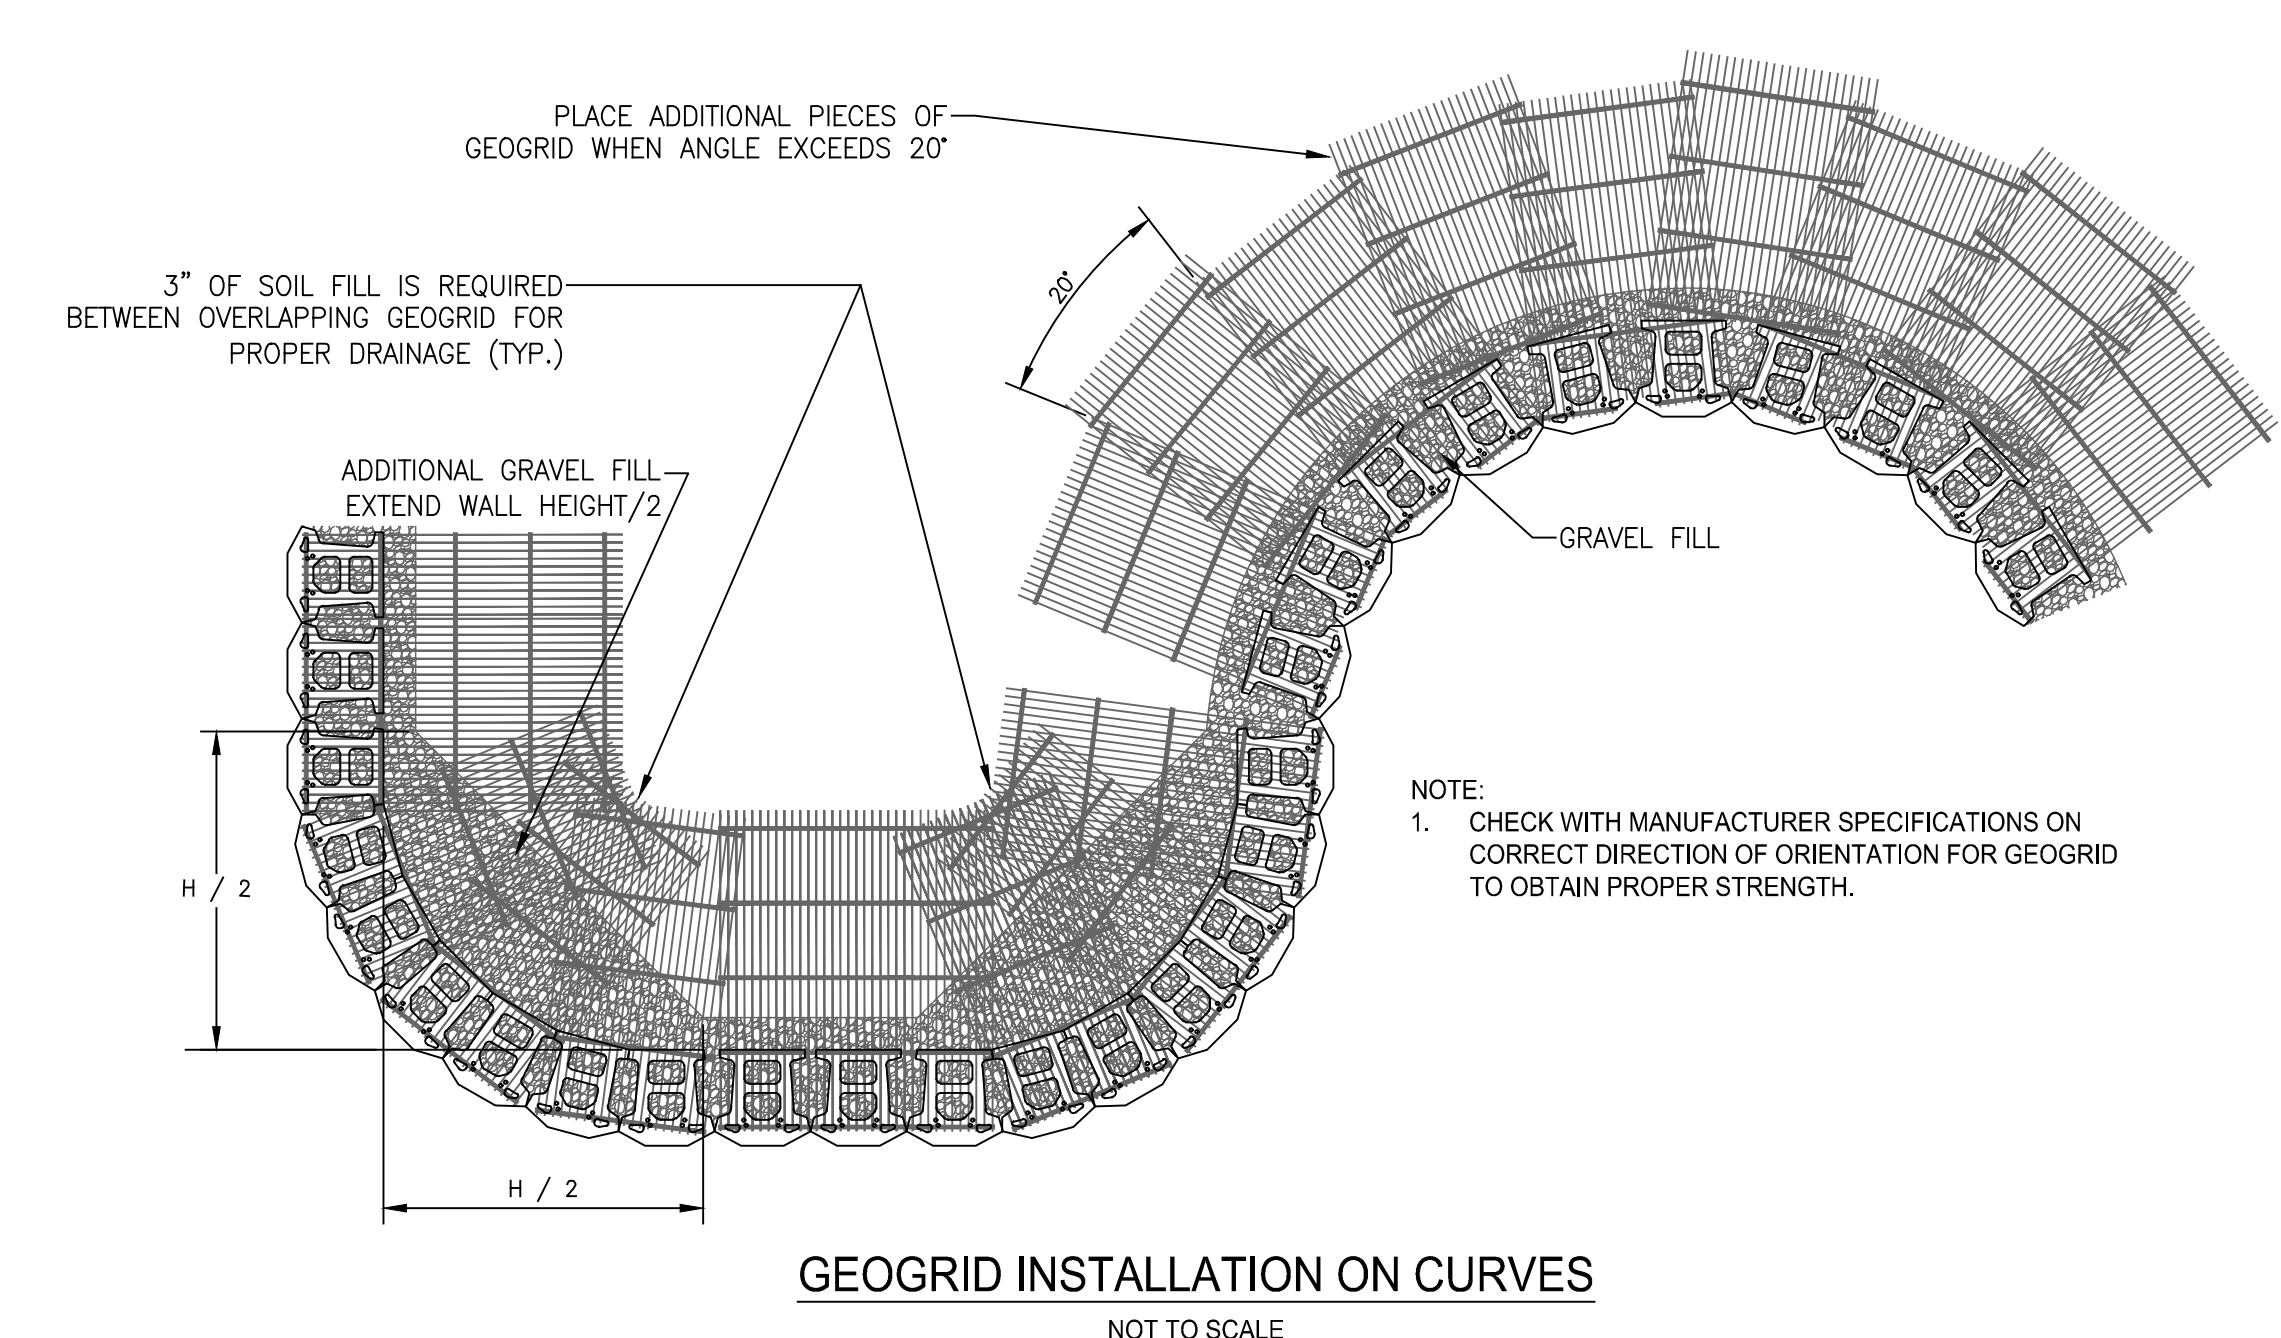 PLACE ADDITIONAL PIECES OF
GEOGRID WHEN ANGLE EXCEEDS 20°
3” OF SOIL FILL IS REQUIRED
BETWEEN OVERLAPPING GEOGRID FOR
PROPER DRAINAGE (TYP.)
20°
ADDITIONAL GRAVEL FILL
EXTEND WALL HEIGHT/2
GRAVEL FILL
NOTE:
1. CHECK WITH MANUFACTURER SPECIFICATIONS ON
CORRECT DIRECTION OF ORIENTATION FOR GEOGRID
TO OBTAIN PROPER STRENGTH.
H / 2
H / 2
GEOGRID INSTALLATION ON CURVES
NOT TO SCALE